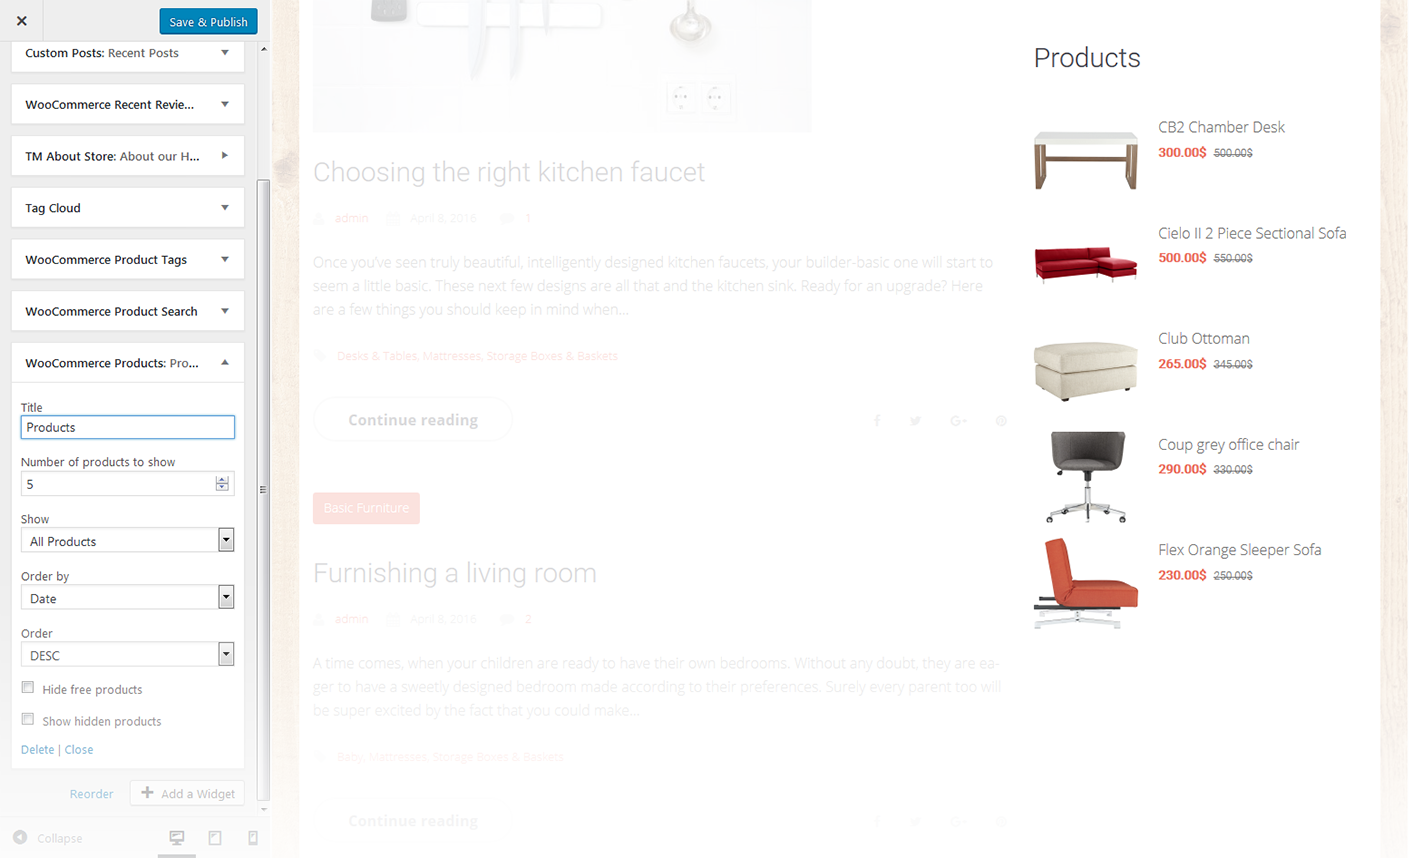 Save & Publish
Custom Posts: Recent Posts
WooCommerce Recent Revie...
TM About Store: About our H...
Tag Cloud
WooCommerce Product Tags
WooCommerce Product Search
WooCommerce Products: Pro...
Title
Products
Number of products to show
5
Show
All Products
Order by
Date
Order
DESC
Hide free products
Show hidden products
Delete | Close
Reorder
Add a Widget
Collapse
Choosing the right kitchen faucet
admin April 8, 2016 1
Once you've seen truly beautiful, intelligently designed kitchen faucets, your builder-basic one will start to
seem a little basic. These next few designs are all that and the kitchen sink. Ready for an upgrade? Here
are a few things you should keep in mind when...
Desks & Tables, Mattresses, Storage Boxes & Baskets
Continue reading
Basic Furniture
Furnishing a living room
admin April 8, 2016 2
A time comes, when your children are ready to have their own bedrooms. Without any doubt, they are ea-
ger to have a sweetly designed bedroom made according to their preferences. Surely every parent too will
be super excited by the fact that you could make...
Baby, Mattresses, Storage Boxes & Baskets
Continue reading
Products
CB2 Chamber Desk
300.00$ 500.00$
Cielo II 2 Piece Sectional Sofa
500.00$ 550.00$
Club Ottoman
265.00$ 345.00$
Coup grey office chair
290.00$ 330.00$
Flex Orange Sleeper Sofa
230.00$ 250.00$